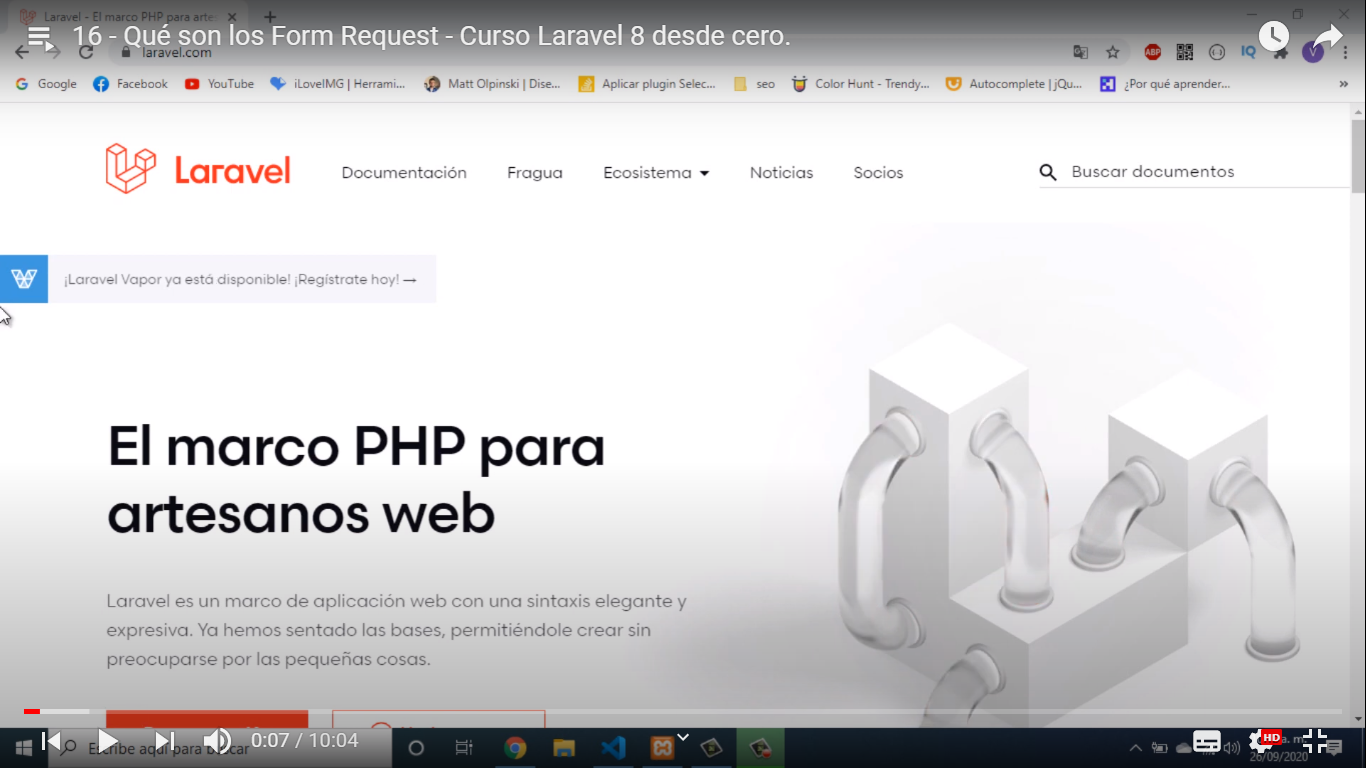 Laravel - El marco PHP para artes
16 - Qué son los Form Request - Curso Laravel 8 desde cero.
laravel.com
ABP
IQ
V
Google
Facebook
YouTube
iLoveIMG | Herrami...
Matt Olpinski | Dise...
Aplicar plugin Selec...
seo
Color Hunt - Trendy...
Autocomplete | jQu...
¿Por qué aprender...
Laravel
Documentación
Fragua
Ecosistema
Noticias
Socios
Buscar documentos
¡Laravel Vapor ya está disponible! ¡Regístrate hoy! →
El marco PHP para
artesanos web
Laravel es un marco de aplicación web con una sintaxis elegante y
expresiva. Ya hemos sentado las bases, permitiéndole crear sin
preocuparse por las pequeñas cosas.
Escribe aquí para buscar
0:07 / 10:04
HD
a. m.
26/09/2020